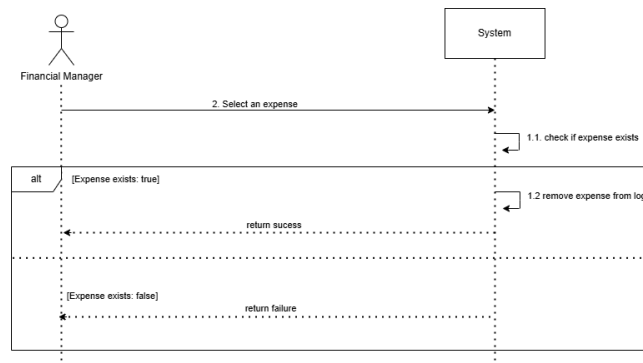 System
Financial Manager
2. Select an expense
1.1. check if expense exists
alt
[Expense exists: true]
1.2 remove expense from log
return sucess
[Expense exists: false]
return failure